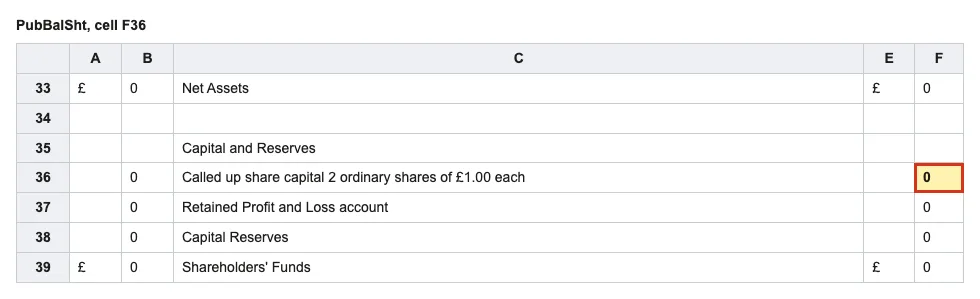 PubBalSht, cell F36
A B C E F
33 £ 0 Net Assets £ 0
34
35 Capital and Reserves
36 0 Called up share capital 2 ordinary shares of £1.00 each 0
37 0 Retained Profit and Loss account 0
38 0 Capital Reserves 0
39 £ 0 Shareholders' Funds £ 0